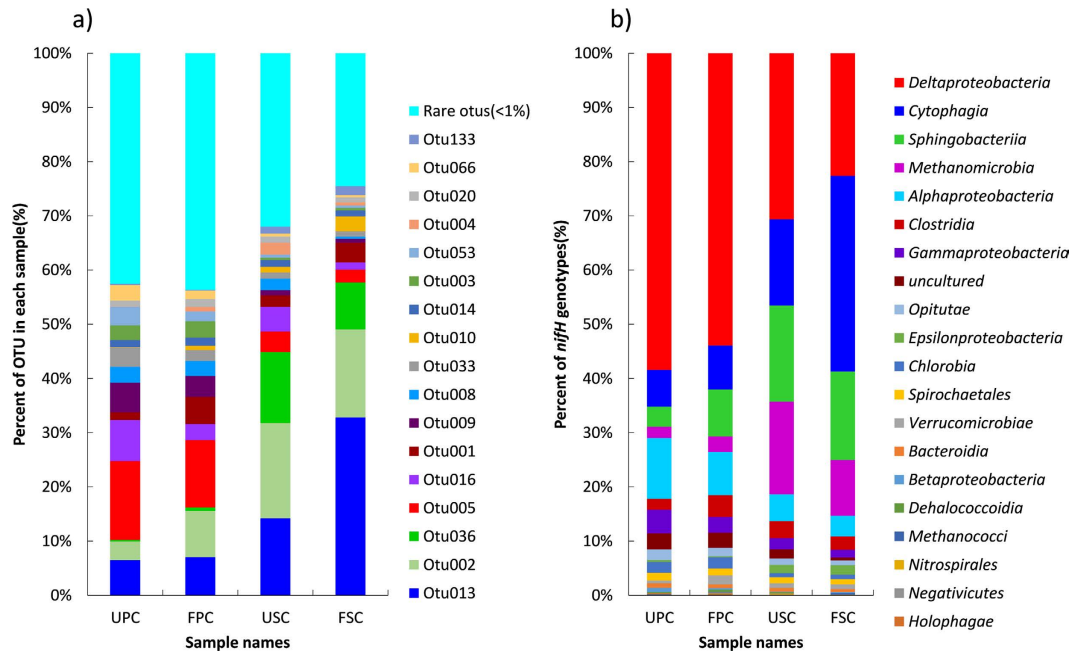 a)
100%
90%
80%
70%
60%
50%
40%
30%
20%
10%
0%
Percent of OTU in each sample(%)
UPC FPC USC FSC
Sample names
Rare otus(<1%)
Otu133
Otu066
Otu020
Otu004
Otu053
Otu003
Otu014
Otu010
Otu033
Otu008
Otu009
Otu001
Otu016
Otu005
Otu036
Otu002
Otu013
b)
100%
90%
80%
70%
60%
50%
40%
30%
20%
10%
0%
Percent of nifH genotypes(%)
UPC FPC USC FSC
Sample names
Deltaproteobacteria
Cytophagia
Sphingobacteriia
Methanomicrobia
Alphaproteobacteria
Clostridia
Gammaproteobacteria
uncultured
Opitutae
Epsilonproteobacteria
Chlorobia
Spirochaetales
Verrucomicrobiae
Bacteroidia
Betaproteobacteria
Dehalococcoidia
Methanococci
Nitrospirales
Negativicutes
Holophagae